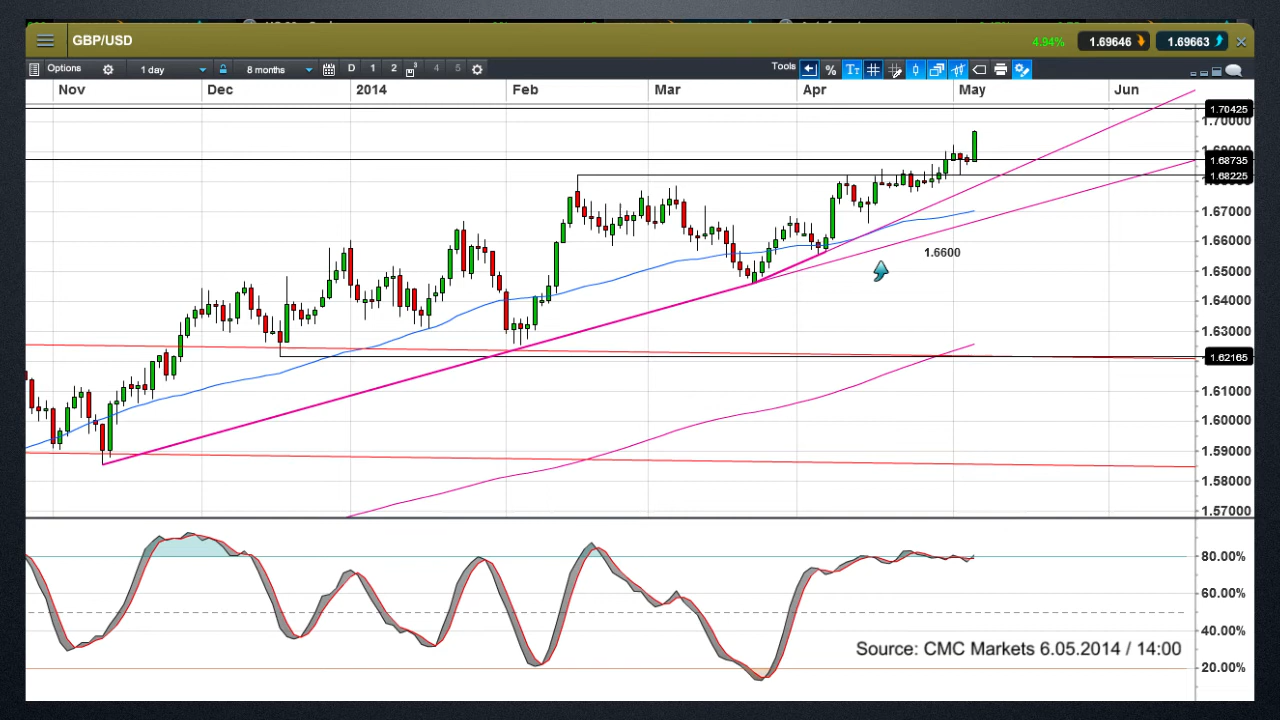 GBP/USD
4.94%
1.69646
1.69663
Options
1 day
8 months
D
1
2
3
4
5
Tools
%
TT
Nov
Dec
2014
Feb
Mar
Apr
May
Jun
1.70425
1.70000
1.68735
1.68225
1.67000
1.66000
1.6600
1.65000
1.64000
1.63000
1.62165
1.61000
1.60000
1.59000
1.58000
1.57000
80.00%
60.00%
40.00%
20.00%
Source: CMC Markets 6.05.2014 / 14:00